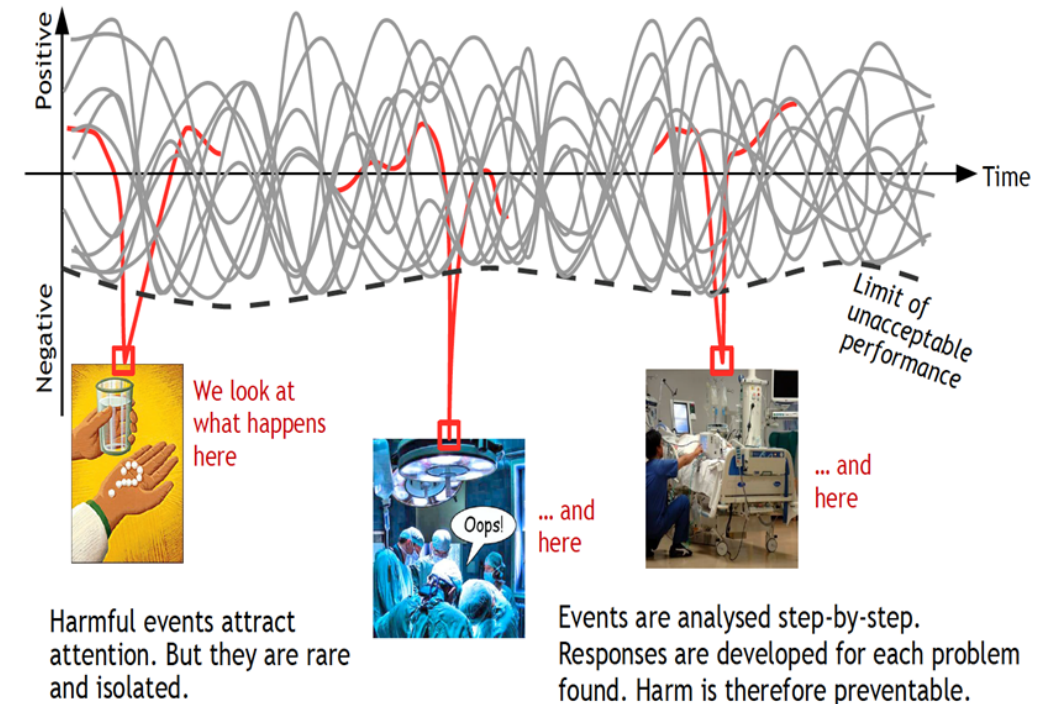 Positive
Time
Negative
Limit of
unacceptable
performance
We look at
what happens
here
Oops!
... and
here
... and
here
Harmful events attract
attention. But they are rare
and isolated.
Events are analysed step-by-step.
Responses are developed for each problem
found. Harm is therefore preventable.